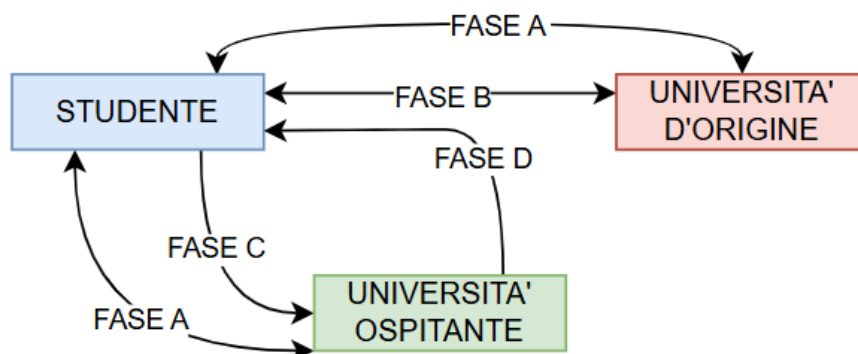 FASE A
STUDENTE
FASE B
UNIVERSITA'
D'ORIGINE
FASE D
FASE C
UNIVERSITA'
OSPITANTE
FASE A